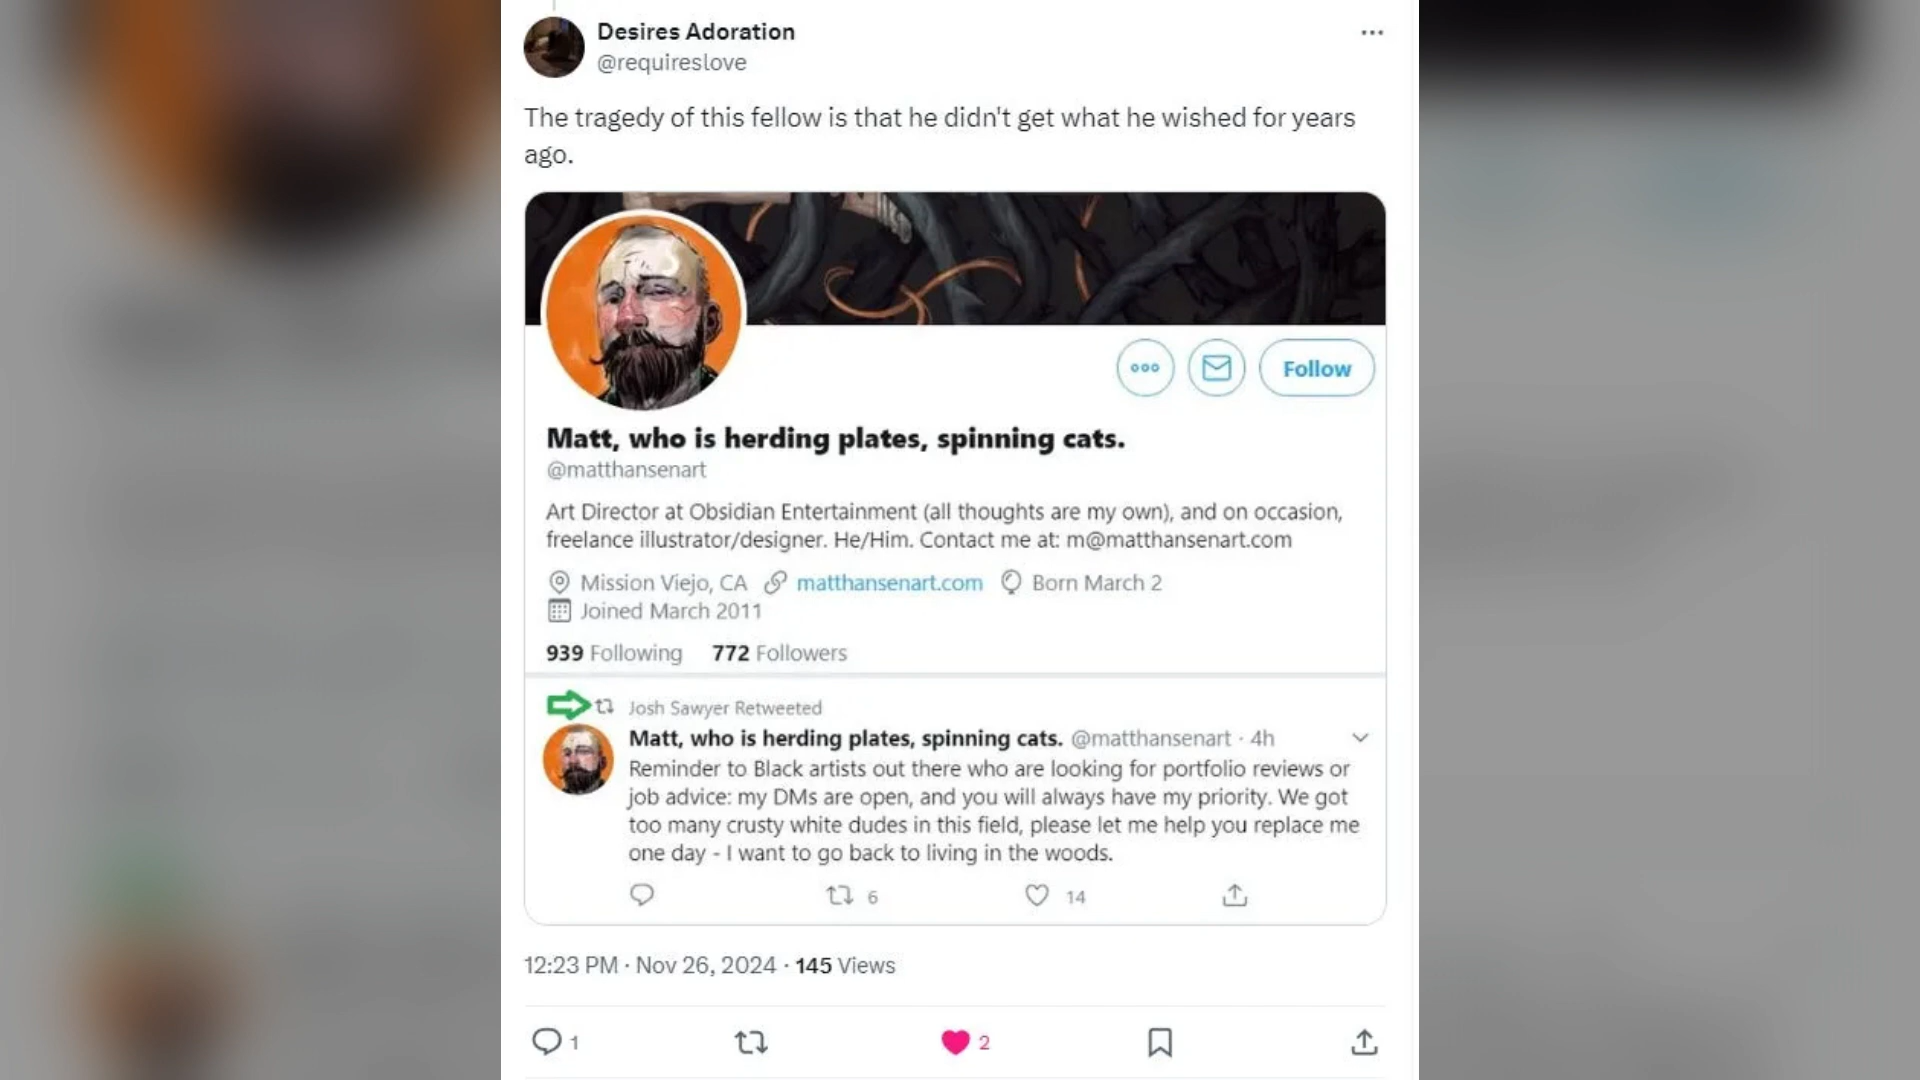 Desires Adoration
@requireslove
The tragedy of this fellow is that he didn't get what he wished for years
ago.
Follow
Matt, who is herding plates, spinning cats.
@matthansenart
Art Director at Obsidian Entertainment (all thoughts are my own), and on occasion,
freelance illustrator/designer. He/Him. Contact me at: m@matthansenart.com
Mission Viejo, CA matthansenart.com Born March 2
Joined March 2011
939 Following 772 Followers
Josh Sawyer Retweeted
Matt, who is herding plates, spinning cats. @matthansenart · 4h
Reminder to Black artists out there who are looking for portfolio reviews or
job advice: my DMs are open, and you will always have my priority. We got
too many crusty white dudes in this field, please let me help you replace me
one day - I want to go back to living in the woods.
6 14
12:23 PM · Nov 26, 2024 · 145 Views
1 2